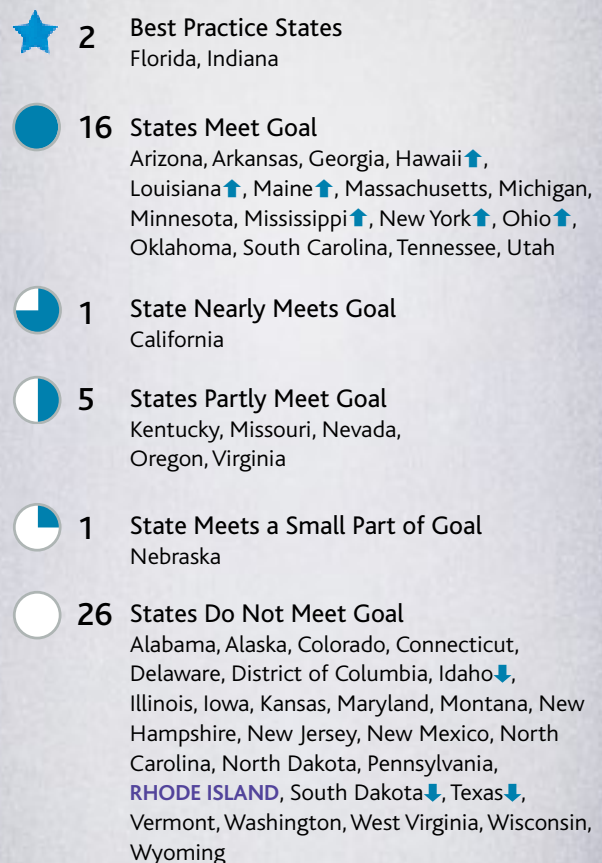 2 Best Practice States
Florida, Indiana
16 States Meet Goal
Arizona, Arkansas, Georgia, Hawaii⬆,
Louisiana⬆, Maine⬆, Massachusetts, Michigan,
Minnesota, Mississippi⬆, New York⬆, Ohio⬆,
Oklahoma, South Carolina, Tennessee, Utah
1 State Nearly Meets Goal
California
5 States Partly Meet Goal
Kentucky, Missouri, Nevada,
Oregon, Virginia
1 State Meets a Small Part of Goal
Nebraska
26 States Do Not Meet Goal
Alabama, Alaska, Colorado, Connecticut,
Delaware, District of Columbia, Idaho⬇,
Illinois, Iowa, Kansas, Maryland, Montana, New
Hampshire, New Jersey, New Mexico, North
Carolina, North Dakota, Pennsylvania,
RHODE ISLAND, South Dakota⬇, Texas⬇,
Vermont, Washington, West Virginia, Wisconsin,
Wyoming